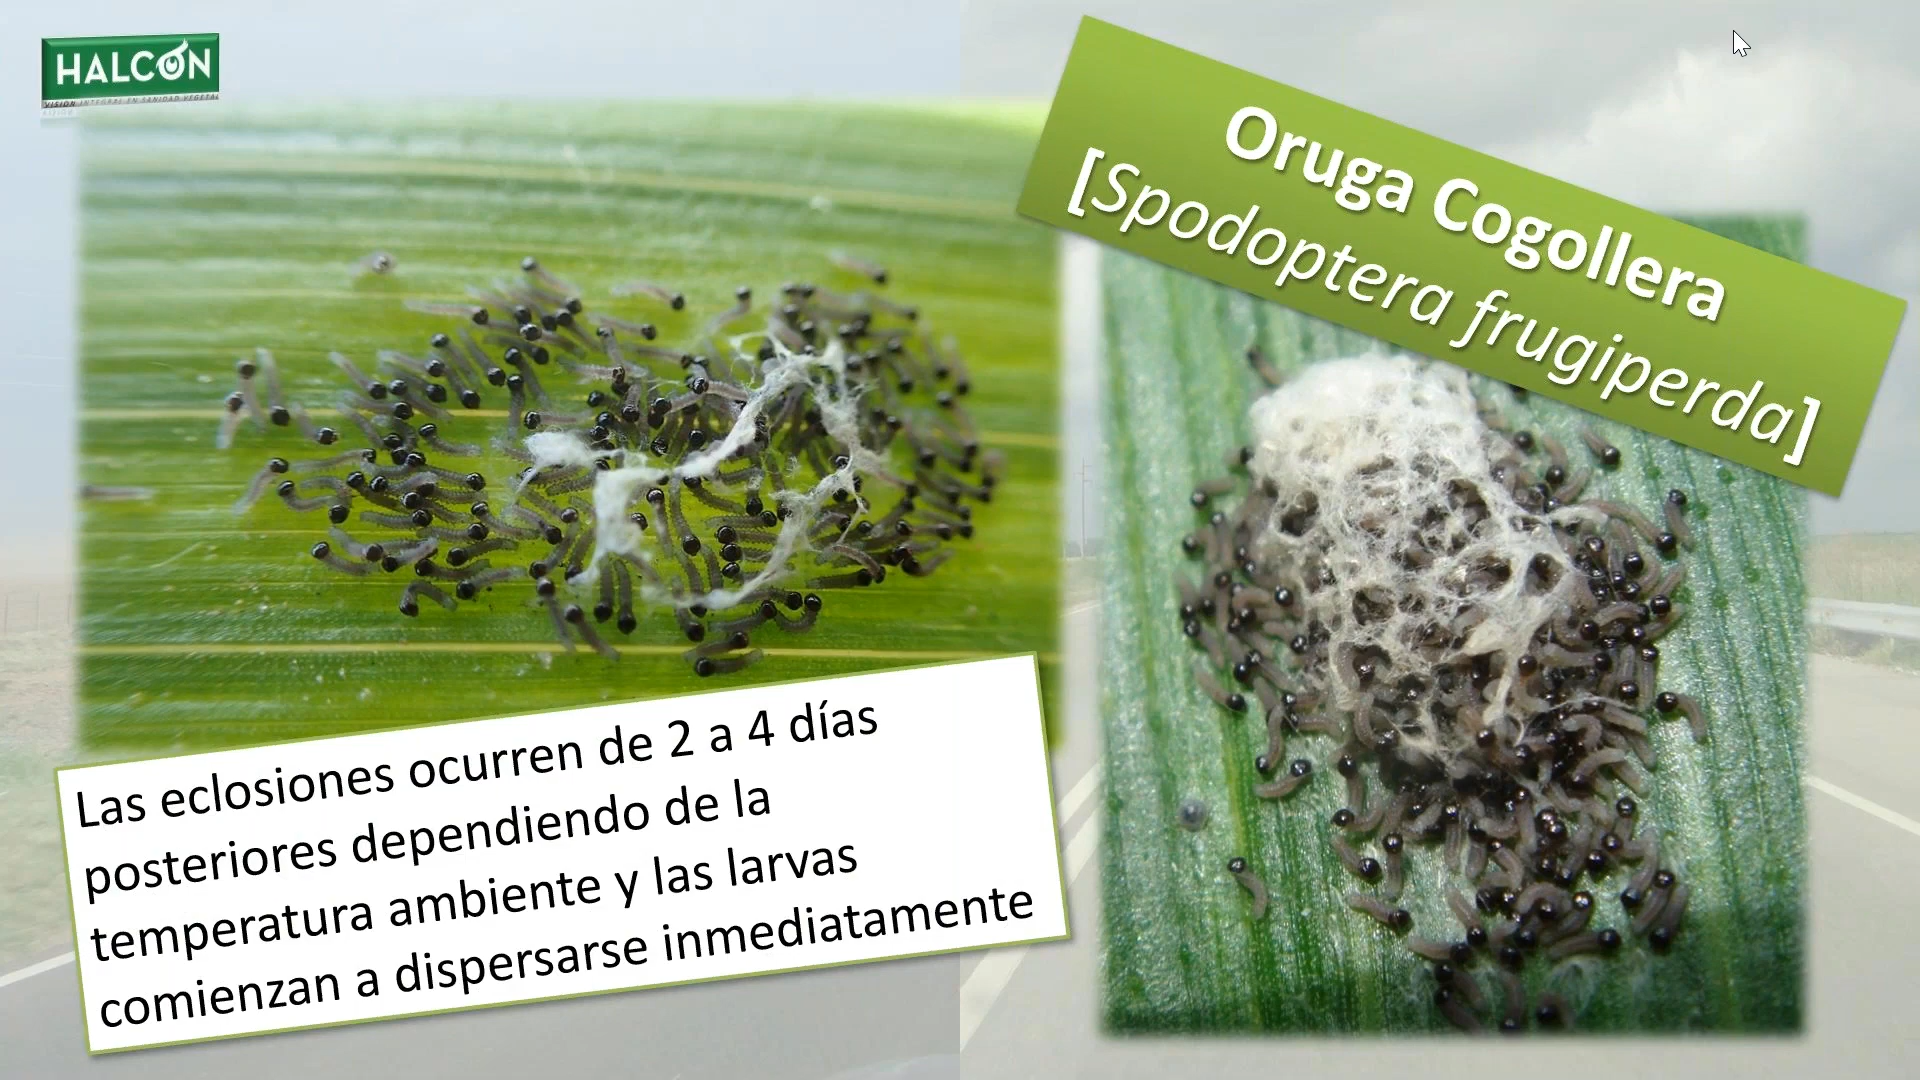 HALCÓN
VISIÓN INTEGRAL EN SANIDAD VEGETAL
Oruga Cogollera
[Spodoptera frugiperda]
Las eclosiones ocurren de 2 a 4 días
posteriores dependiendo de la
temperatura ambiente y las larvas
comienzan a dispersarse inmediatamente